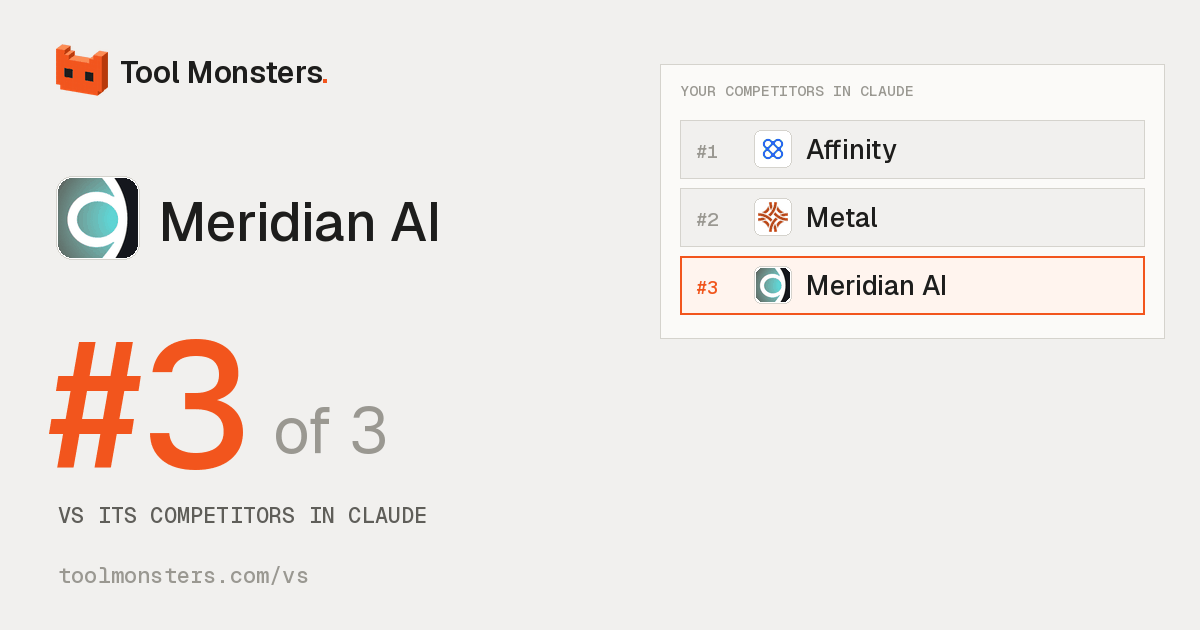 Tool Monsters.
Meridian AI
#3 of 3
VS ITS COMPETITORS IN CLAUDE
toolmonsters.com/vs
YOUR COMPETITORS IN CLAUDE
#1 Affinity
#2 Metal
#3 Meridian AI